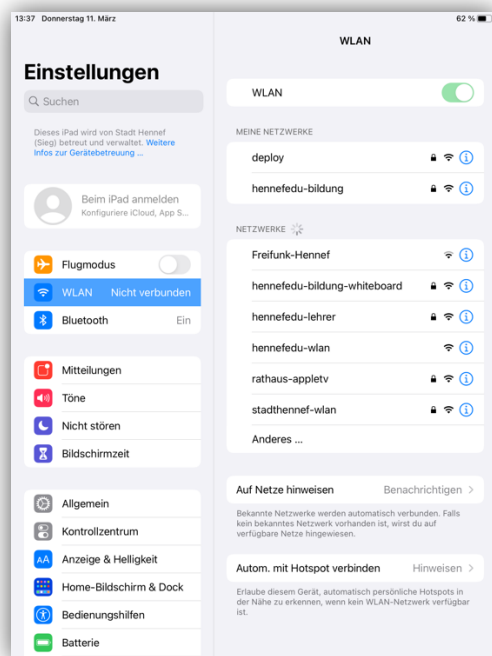 13:37 Donnerstag 11. März
62 %
Einstellungen
Suchen
Dieses iPad wird von Stadt Hennef
(Sieg) betreut und verwaltet. Weitere
Infos zur Gerätebetreuung ...
Beim iPad anmelden
Konfiguriere iCloud, App S...
Flugmodus
WLAN Nicht verbunden
Bluetooth Ein
Mitteilungen
Töne
Nicht stören
Bildschirmzeit
Allgemein
Kontrollzentrum
AA Anzeige & Helligkeit
Home-Bildschirm & Dock
Bedienungshilfen
Batterie
WLAN
WLAN
MEINE NETZWERKE
deploy
hennefedu-bildung
NETZWERKE
Freifunk-Hennef
hennefedu-bildung-whiteboard
hennefedu-lehrer
hennefedu-wlan
rathaus-appletv
stadthennef-wlan
Anderes ...
Auf Netze hinweisen Benachrichtigen
Bekannte Netzwerke werden automatisch verbunden. Falls
kein bekanntes Netzwerk vorhanden ist, wirst du auf
verfügbare Netze hingewiesen.
Autom. mit Hotspot verbinden Hinweisen
Erlaube diesem Gerät, automatisch persönliche Hotspots in
der Nähe zu erkennen, wenn kein WLAN-Netzwerk verfügbar
ist.